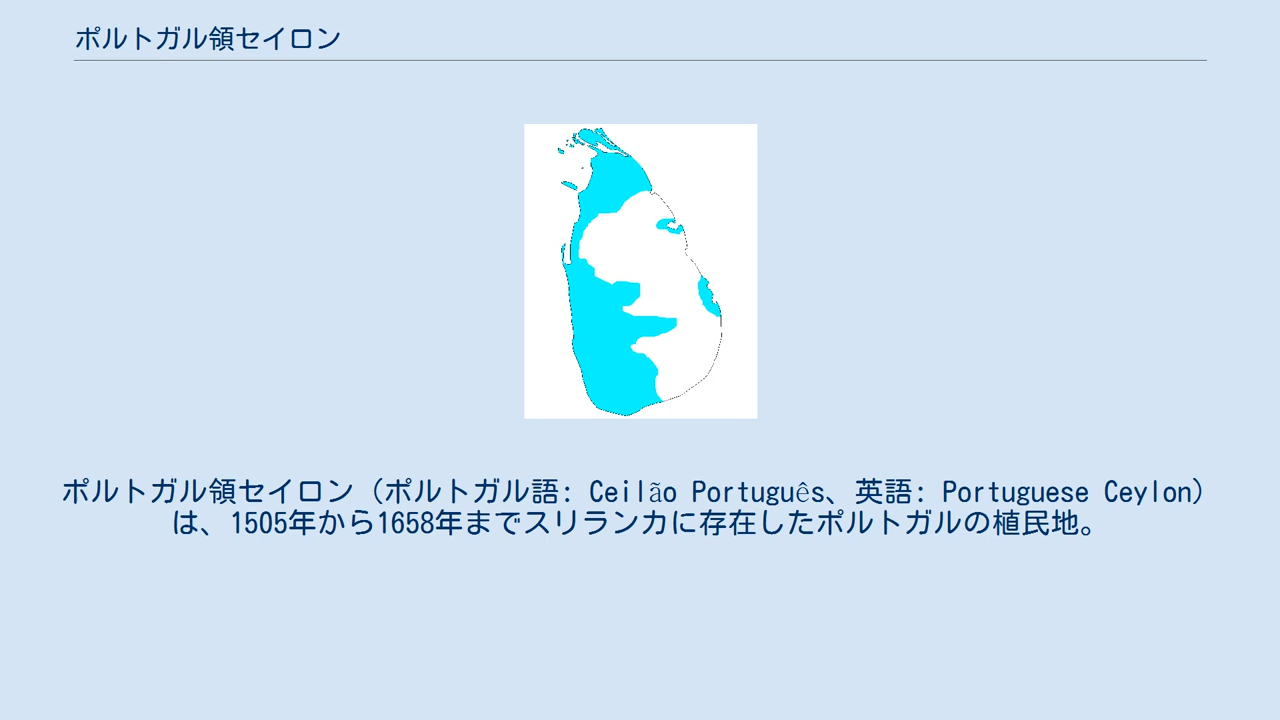 ポルトガル領セイロン
ポルトガル領セイロン (ポルトガル語: Ceilão Português、英語: Portuguese Ceylon)
は、1505年から1658年までスリランカに存在したポルトガルの植民地。